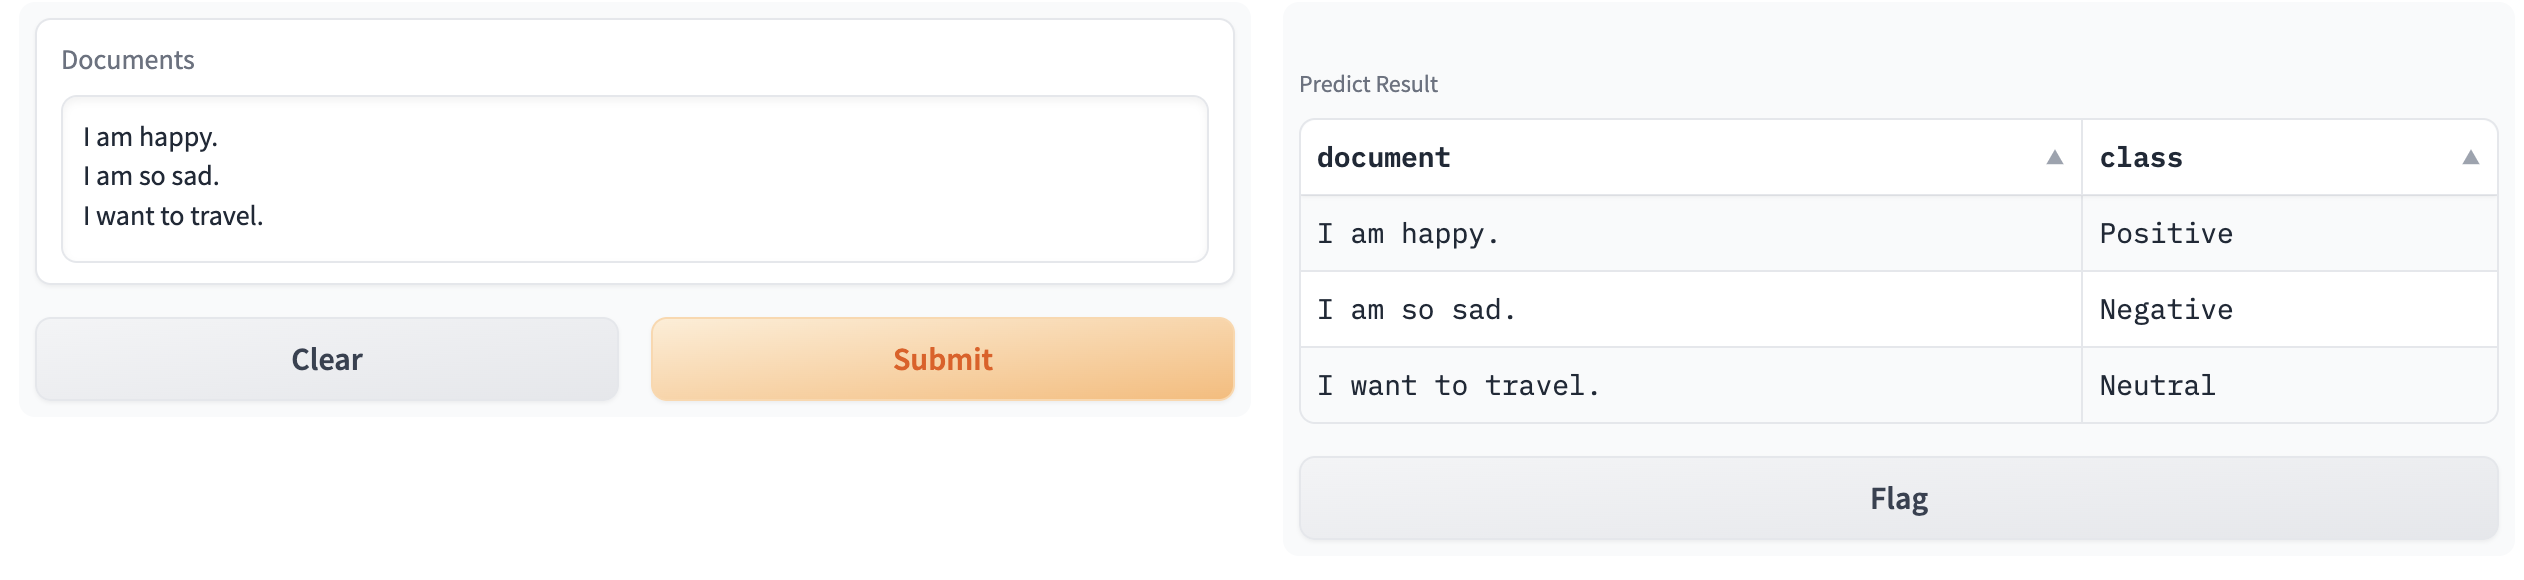 Documents
I am happy.
I am so sad.
I want to travel.
Clear
Submit
Predict Result
document class
I am happy. Positive
I am so sad. Negative
I want to travel. Neutral
Flag